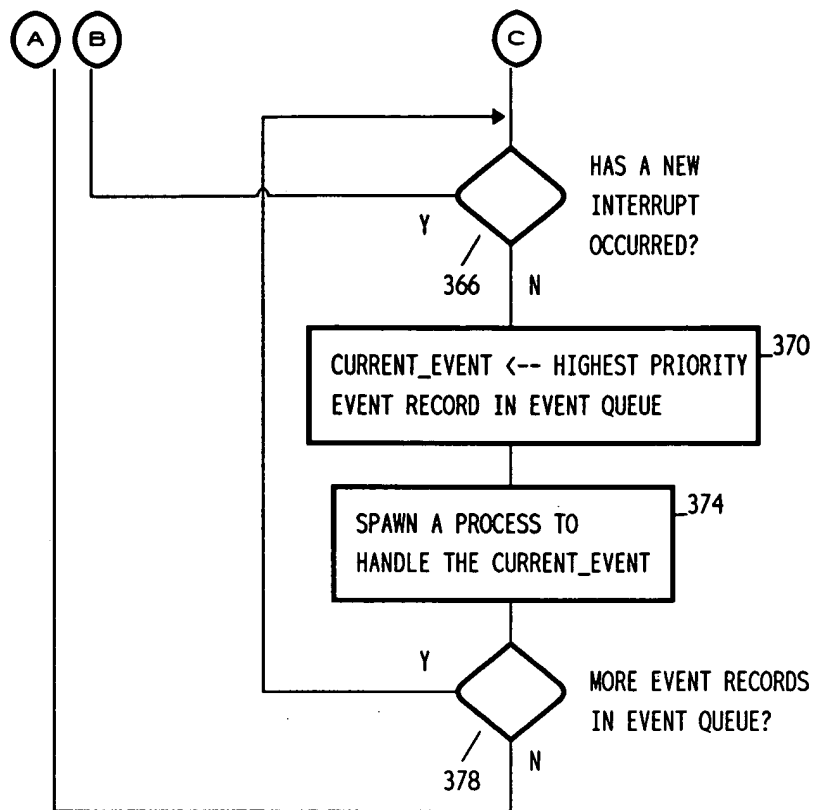 A B C
HAS A NEW
INTERRUPT
OCCURRED?
Y
366 N
370
CURRENT_EVENT <-- HIGHEST PRIORITY
EVENT RECORD IN EVENT QUEUE
374
SPAWN A PROCESS TO
HANDLE THE CURRENT_EVENT
Y
MORE EVENT RECORDS
IN EVENT QUEUE?
378 N